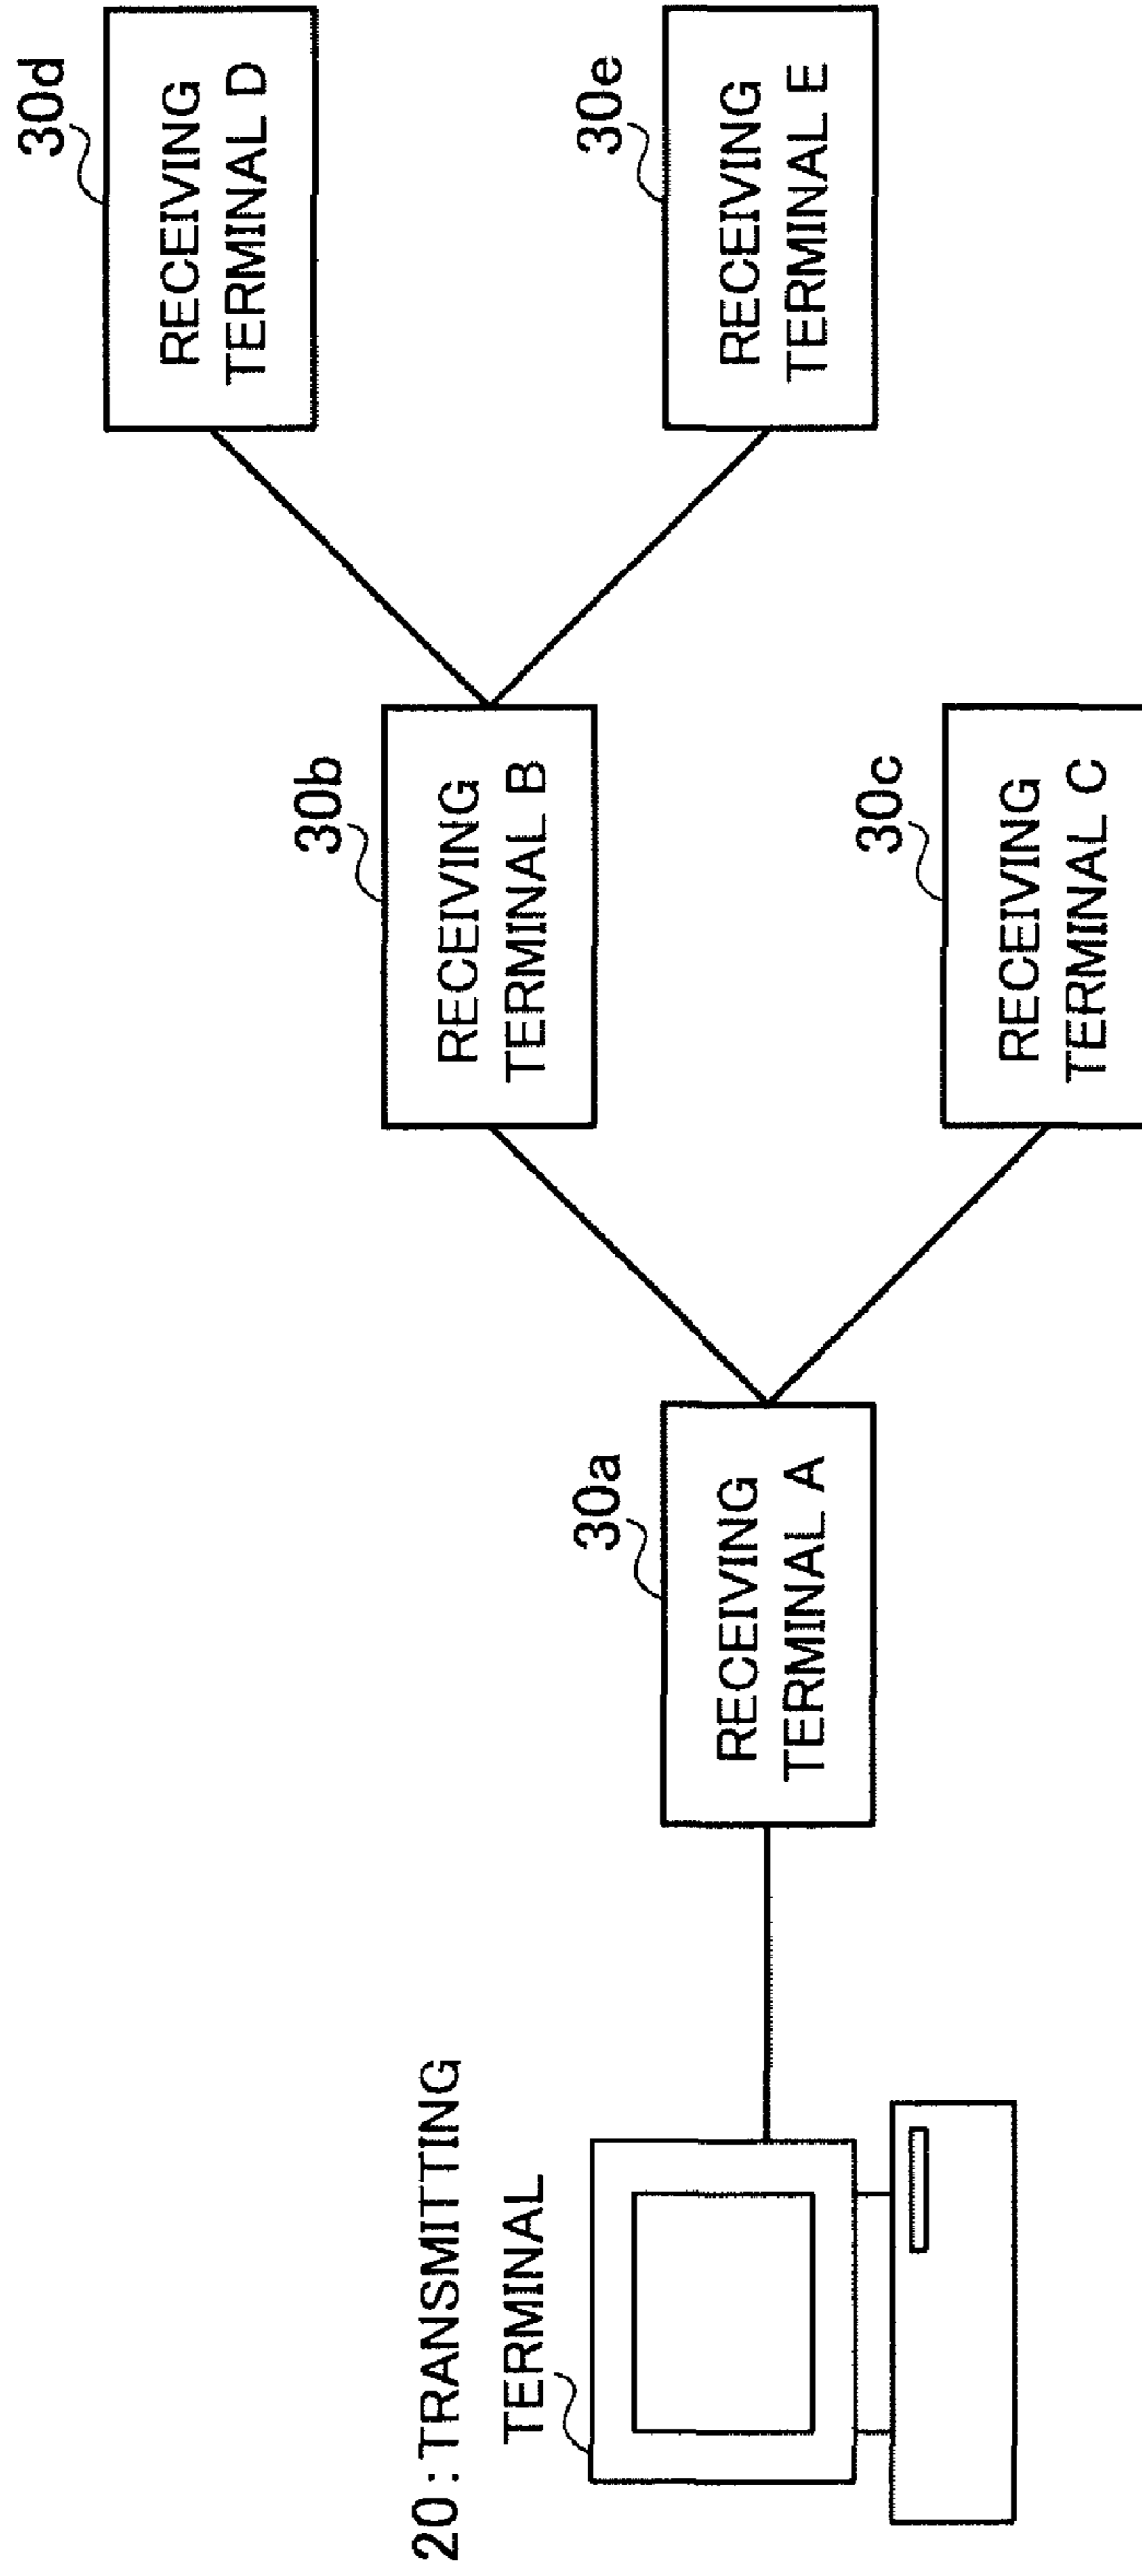 20 : TRANSMITTING
TERMINAL
30a
RECEIVING
TERMINAL A
30b
RECEIVING
TERMINAL B
30c
RECEIVING
TERMINAL C
30d
RECEIVING
TERMINAL D
30e
RECEIVING
TERMINAL E